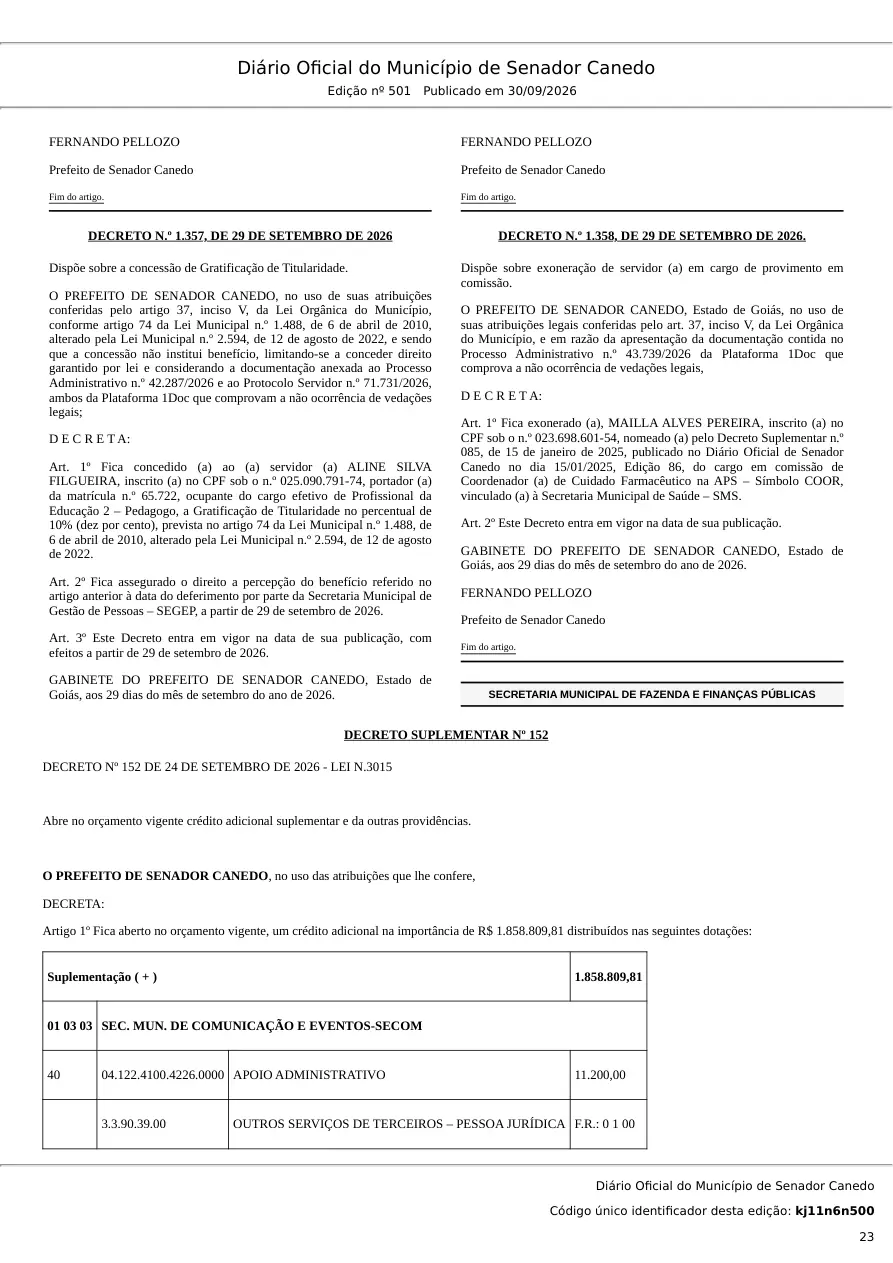 Diário Oficial do Município de Senador Canedo
Edição nº 501 Publicado em 30/09/2026
FERNANDO PELLOZO
Prefeito de Senador Canedo
Fim do artigo.
DECRETO N.º 1.357, DE 29 DE SETEMBRO DE 2026
Dispõe sobre a concessão de Gratificação de Titularidade.
O PREFEITO DE SENADOR CANEDO, no uso de suas atribuições
conferidas pelo artigo 37, inciso V, da Lei Orgânica do Município,
conforme artigo 74 da Lei Municipal n.º 1.488, de 6 de abril de 2010,
alterado pela Lei Municipal n.º 2.594, de 12 de agosto de 2022, e sendo
que a concessão não institui benefício, limitando-se a conceder direito
garantido por lei e considerando a documentação anexada ao Processo
Administrativo n.º 42.287/2026 e ao Protocolo Servidor n.º 71.731/2026,
ambos da Plataforma 1Doc que comprovam a não ocorrência de vedações
legais;
D E C R E T A:
Art. 1º Fica concedido (a) ao (a) servidor (a) ALINE SILVA
FILGUEIRA, inscrito (a) no CPF sob o n.º 025.090.791-74, portador (a)
da matrícula n.º 65.722, ocupante do cargo efetivo de Profissional da
Educação 2 – Pedagogo, a Gratificação de Titularidade no percentual de
10% (dez por cento), prevista no artigo 74 da Lei Municipal n.º 1.488, de
6 de abril de 2010, alterado pela Lei Municipal n.º 2.594, de 12 de agosto
de 2022.
Art. 2º Fica assegurado o direito a percepção do benefício referido no
artigo anterior à data do deferimento por parte da Secretaria Municipal de
Gestão de Pessoas – SEGEP, a partir de 29 de setembro de 2026.
Art. 3º Este Decreto entra em vigor na data de sua publicação, com
efeitos a partir de 29 de setembro de 2026.
GABINETE DO PREFEITO DE SENADOR CANEDO, Estado de
Goiás, aos 29 dias do mês de setembro do ano de 2026.
FERNANDO PELLOZO
Prefeito de Senador Canedo
Fim do artigo.
DECRETO N.º 1.358, DE 29 DE SETEMBRO DE 2026.
Dispõe sobre exoneração de servidor (a) em cargo de provimento em
comissão.
O PREFEITO DE SENADOR CANEDO, Estado de Goiás, no uso de
suas atribuições legais conferidas pelo art. 37, inciso V, da Lei Orgânica
do Município, e em razão da apresentação da documentação contida no
Processo Administrativo n.º 43.739/2026 da Plataforma 1Doc que
comprova a não ocorrência de vedações legais,
D E C R E T A:
Art. 1º Fica exonerado (a), MAILLA ALVES PEREIRA, inscrito (a) no
CPF sob o n.º 023.698.601-54, nomeado (a) pelo Decreto Suplementar n.º
085, de 15 de janeiro de 2025, publicado no Diário Oficial de Senador
Canedo no dia 15/01/2025, Edição 86, do cargo em comissão de
Coordenador (a) de Cuidado Farmacêutico na APS – Símbolo COOR,
vinculado (a) à Secretaria Municipal de Saúde – SMS.
Art. 2º Este Decreto entra em vigor na data de sua publicação.
GABINETE DO PREFEITO DE SENADOR CANEDO, Estado de
Goiás, aos 29 dias do mês de setembro do ano de 2026.
FERNANDO PELLOZO
Prefeito de Senador Canedo
Fim do artigo.
SECRETARIA MUNICIPAL DE FAZENDA E FINANÇAS PÚBLICAS
DECRETO SUPLEMENTAR Nº 152
DECRETO Nº 152 DE 24 DE SETEMBRO DE 2026 - LEI N.3015
Abre no orçamento vigente crédito adicional suplementar e da outras providências.
O PREFEITO DE SENADOR CANEDO, no uso das atribuições que lhe confere,
DECRETA:
Artigo 1º Fica aberto no orçamento vigente, um crédito adicional na importância de R$ 1.858.809,81 distribuídos nas seguintes dotações:
Suplementação ( + ) 1.858.809,81
01 03 03 SEC. MUN. DE COMUNICAÇÃO E EVENTOS-SECOM
40 04.122.4100.4226.0000 APOIO ADMINISTRATIVO 11.200,00
3.3.90.39.00 OUTROS SERVIÇOS DE TERCEIROS – PESSOA JURÍDICA F.R.: 0 1 00
Diário Oficial do Município de Senador Canedo
Código único identificador desta edição: kj11n6n500
23